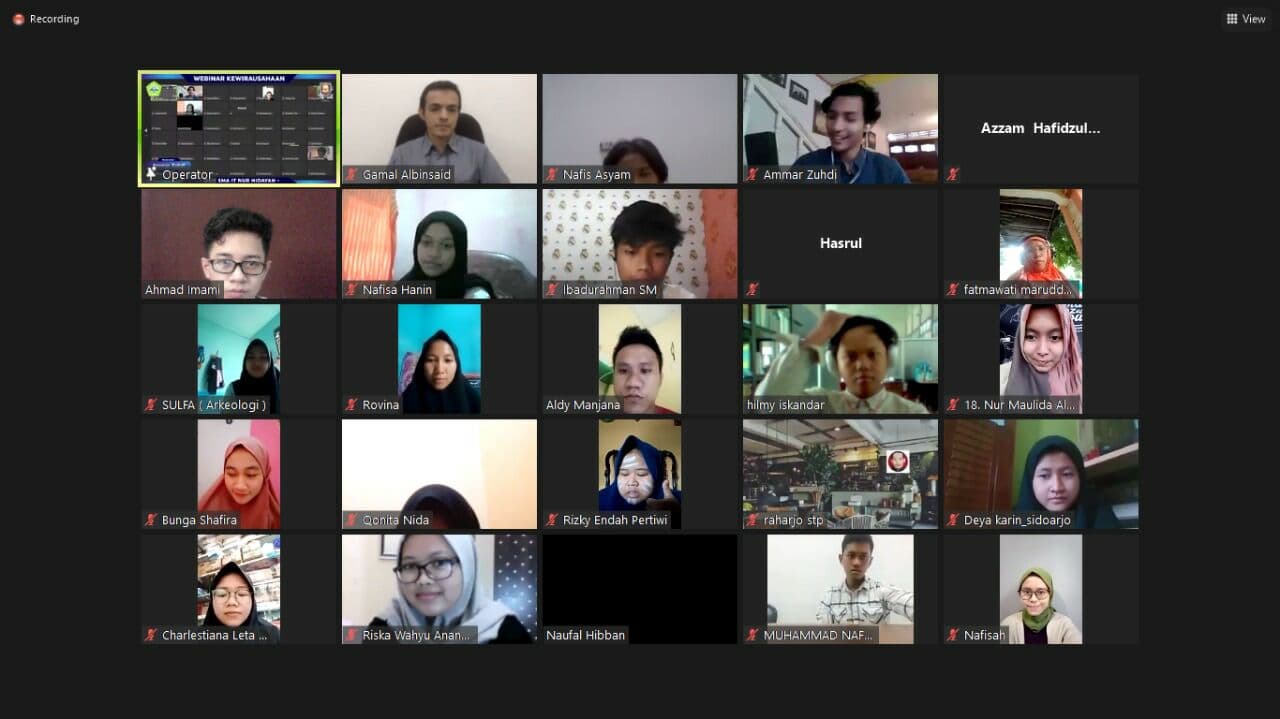 Recording
View
WEBINAR KEWIRAUSAHAAN
SMA IT NUR HIDAYAH
Operator
Gamal Albinsaid
Nafis Asyam
Ammar Zuhdi
Azzam Hafidzul...
Ahmad Imami
Nafisa Hanin
Ibadurahman SM
Hasrul
fatmawati marudd...
SULFA ( Arkeologi )
Rovina
Aldy Manjana
hilmy iskandar
18. Nur Maulida Al...
Bunga Shafira
Qonita Nida
Rizky Endah Pertiwi
raharjo stp
Deya karin_sidoarjo
Charlestiana Leta ...
Riska Wahyu Anan...
Naufal Hibban
MUHAMMAD NAF...
Nafisah